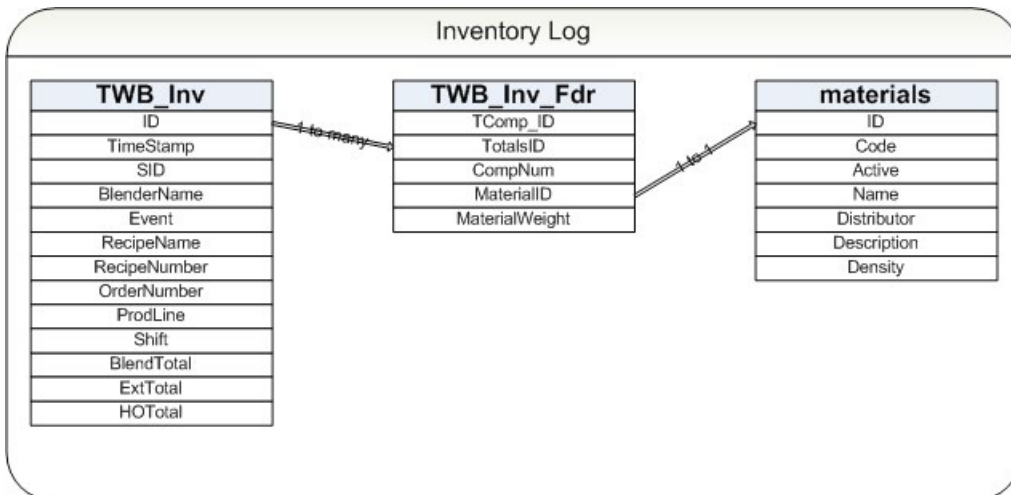 Inventory Log
TWB_Inv
ID
TimeStamp
SID
BlenderName
Event
RecipeName
RecipeNumber
OrderNumber
ProdLine
Shift
BlendTotal
ExtTotal
HOTotal
1 to many
TWB_Inv_Fdr
TComp_ID
TotalsID
CompNum
MaterialID
MaterialWeight
1 to 1
materials
ID
Code
Active
Name
Distributor
Description
Density